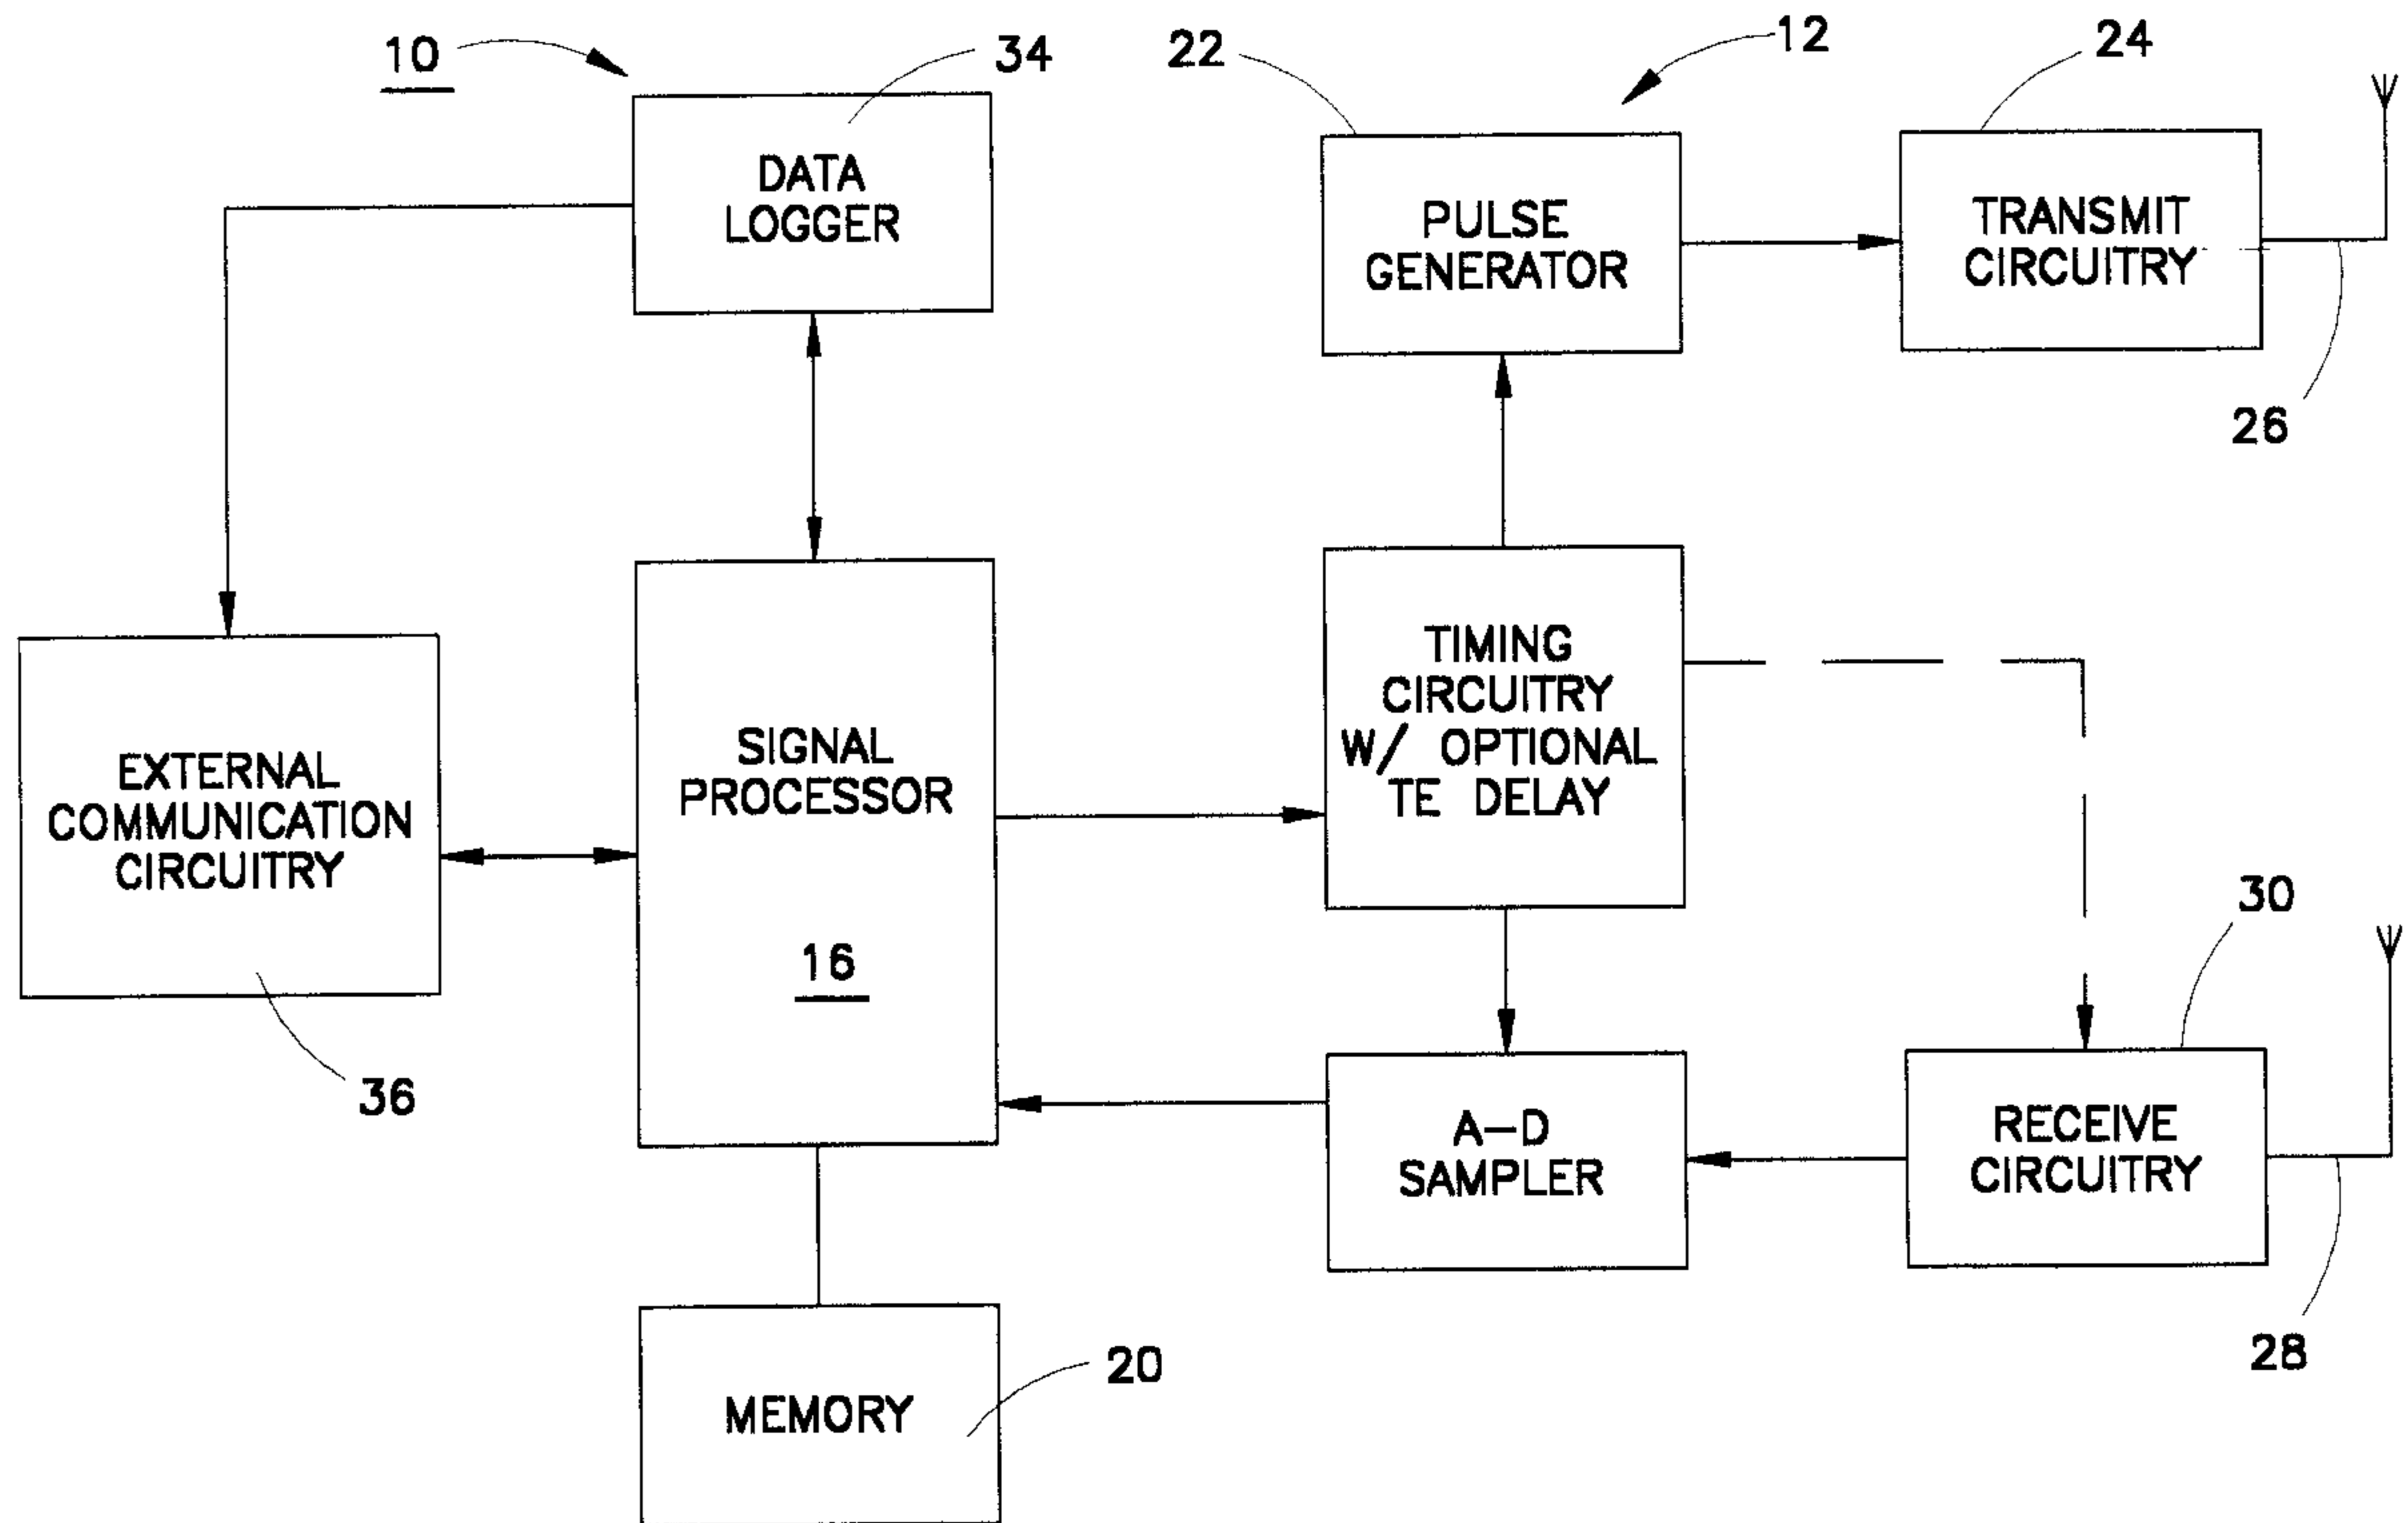 10
34
22
12
24
DATA
LOGGER
PULSE
GENERATOR
TRANSMIT
CIRCUITRY
26
TIMING
CIRCUITRY
W/ OPTIONAL
TE DELAY
SIGNAL
PROCESSOR
16
EXTERNAL
COMMUNICATION
CIRCUITRY
36
30
A-D
SAMPLER
RECEIVE
CIRCUITRY
28
MEMORY
20